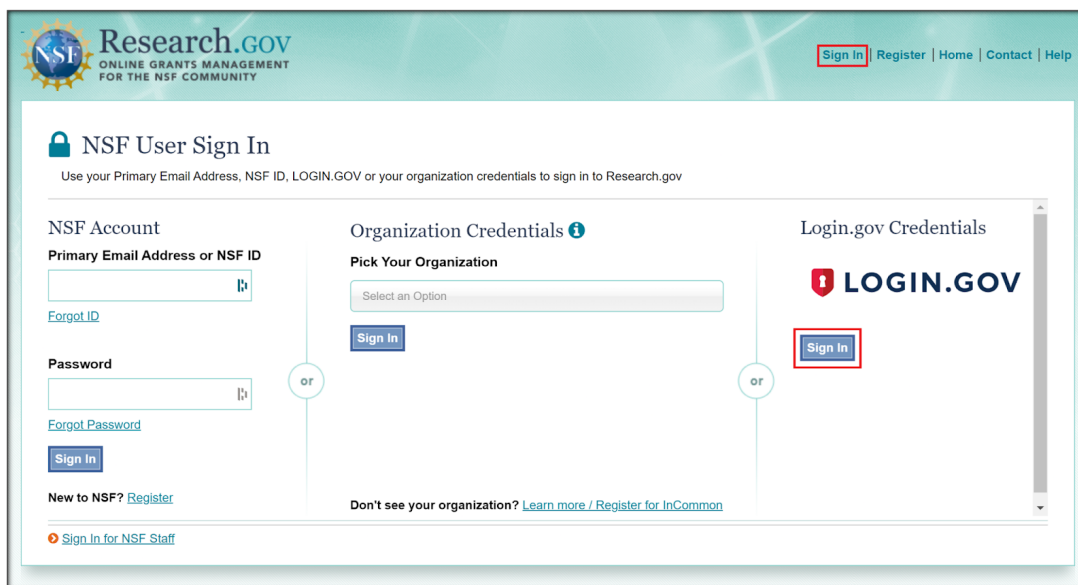 NSF
Research.gov
ONLINE GRANTS MANAGEMENT
FOR THE NSF COMMUNITY
Sign In | Register | Home | Contact | Help
NSF User Sign In
Use your Primary Email Address, NSF ID, LOGIN.GOV or your organization credentials to sign in to Research.gov
NSF Account
Primary Email Address or NSF ID
Forgot ID
Password
Forgot Password
Sign In
New to NSF? Register
or
Organization Credentials
Pick Your Organization
Select an Option
Sign In
Don't see your organization? Learn more / Register for InCommon
or
Login.gov Credentials
LOGIN.GOV
Sign In
Sign In for NSF Staff